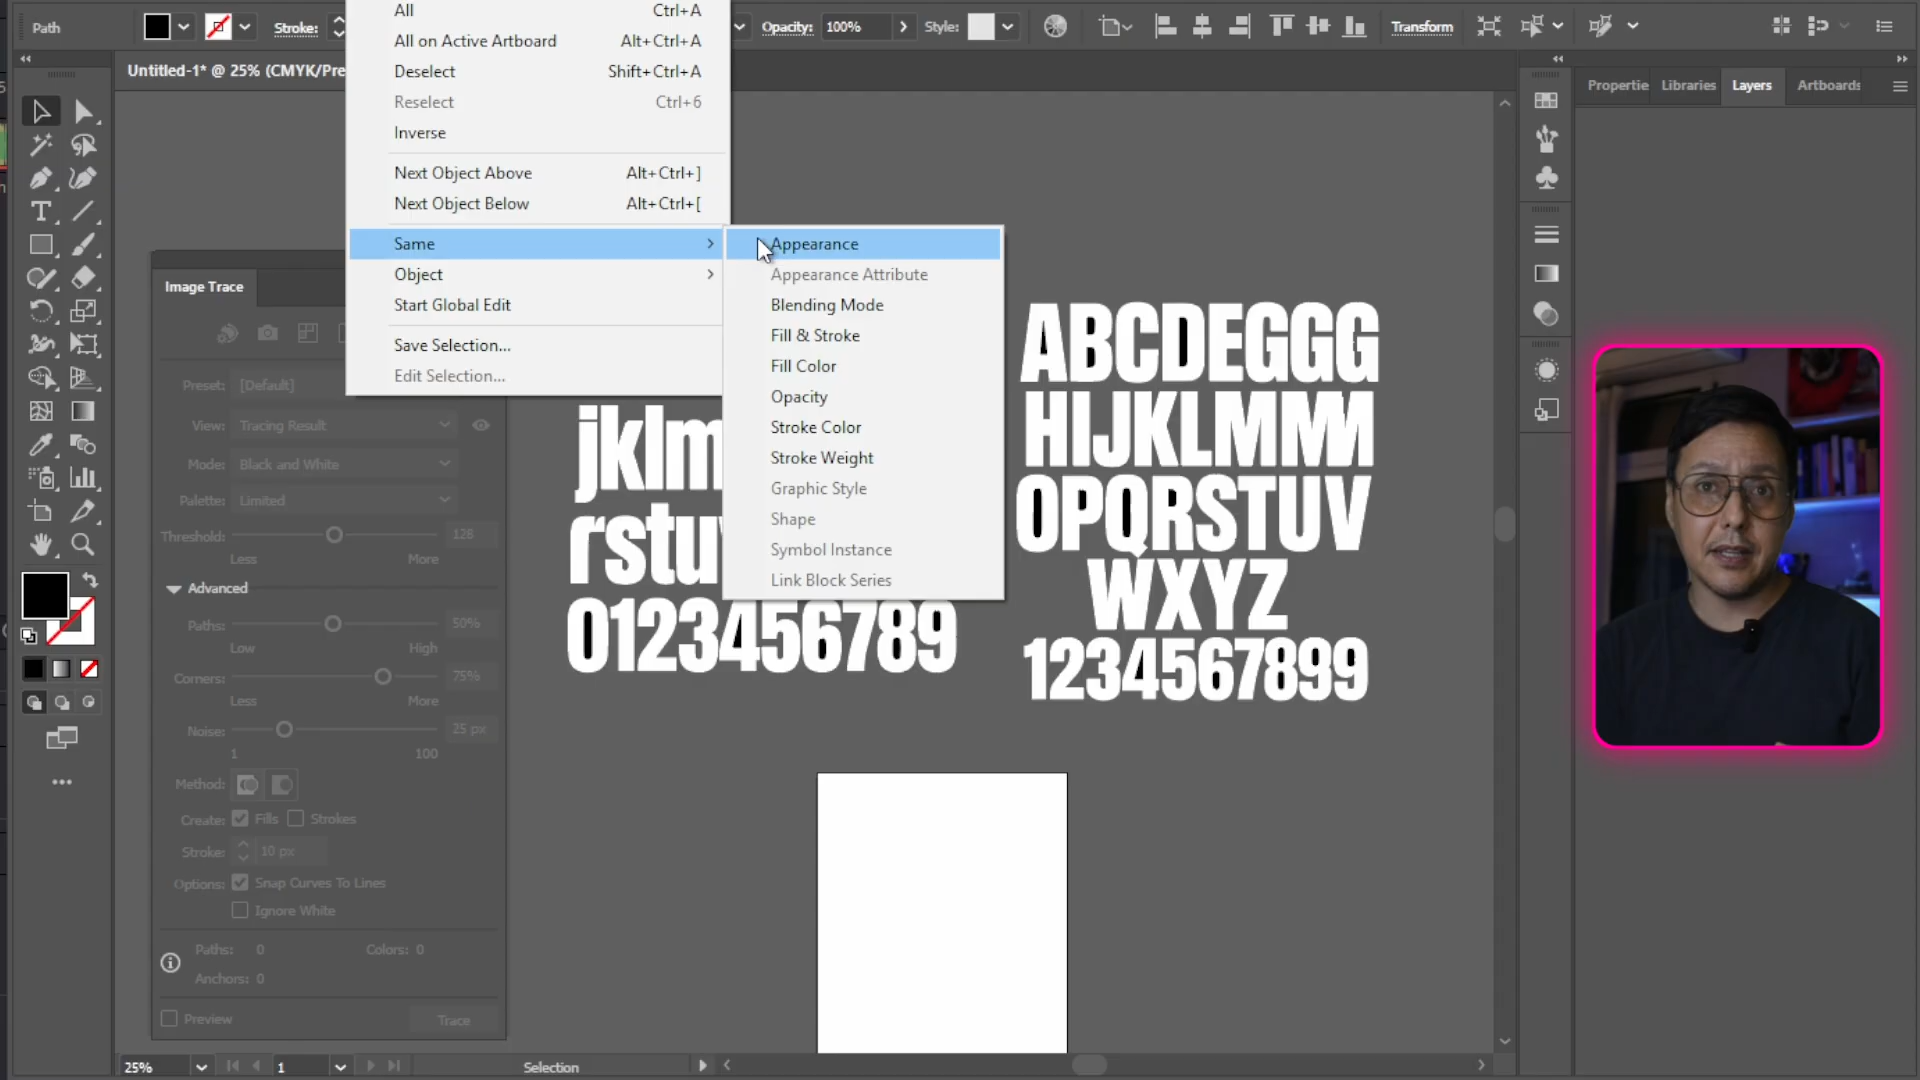 Path
Stroke:
Opacity:
100%
Style:
Transform
Untitled-1* @ 25% (CMYK/Pre
All Ctrl+A
All on Active Artboard Alt+Ctrl+A
Deselect Shift+Ctrl+A
Reselect Ctrl+6
Inverse
Next Object Above Alt+Ctrl+]
Next Object Below Alt+Ctrl+[
Same
Object
Start Global Edit
Save Selection...
Edit Selection...
Appearance
Appearance Attribute
Blending Mode
Fill & Stroke
Fill Color
Opacity
Stroke Color
Stroke Weight
Graphic Style
Shape
Symbol Instance
Link Block Series
Propertie Libraries Layers Artboards
Image Trace
Preset: [Default]
View: Tracing Result
Mode: Black and White
Palette: Limited
Threshold: 128
Less More
Advanced
Paths: 50%
Low High
Corners: 75%
Less More
Noise: 25 px
1 100
Method:
Create: Fills Strokes
Stroke: 10 px
Options: Snap Curves To Lines
Ignore White
Paths: 0 Colors: 0
Anchors: 0
Preview Trace
jklm
rstuv
0123456789
ABCDEGGG
HIJKLMMM
OPQRSTUV
WXYZ
1234567899
25% 1 Selection